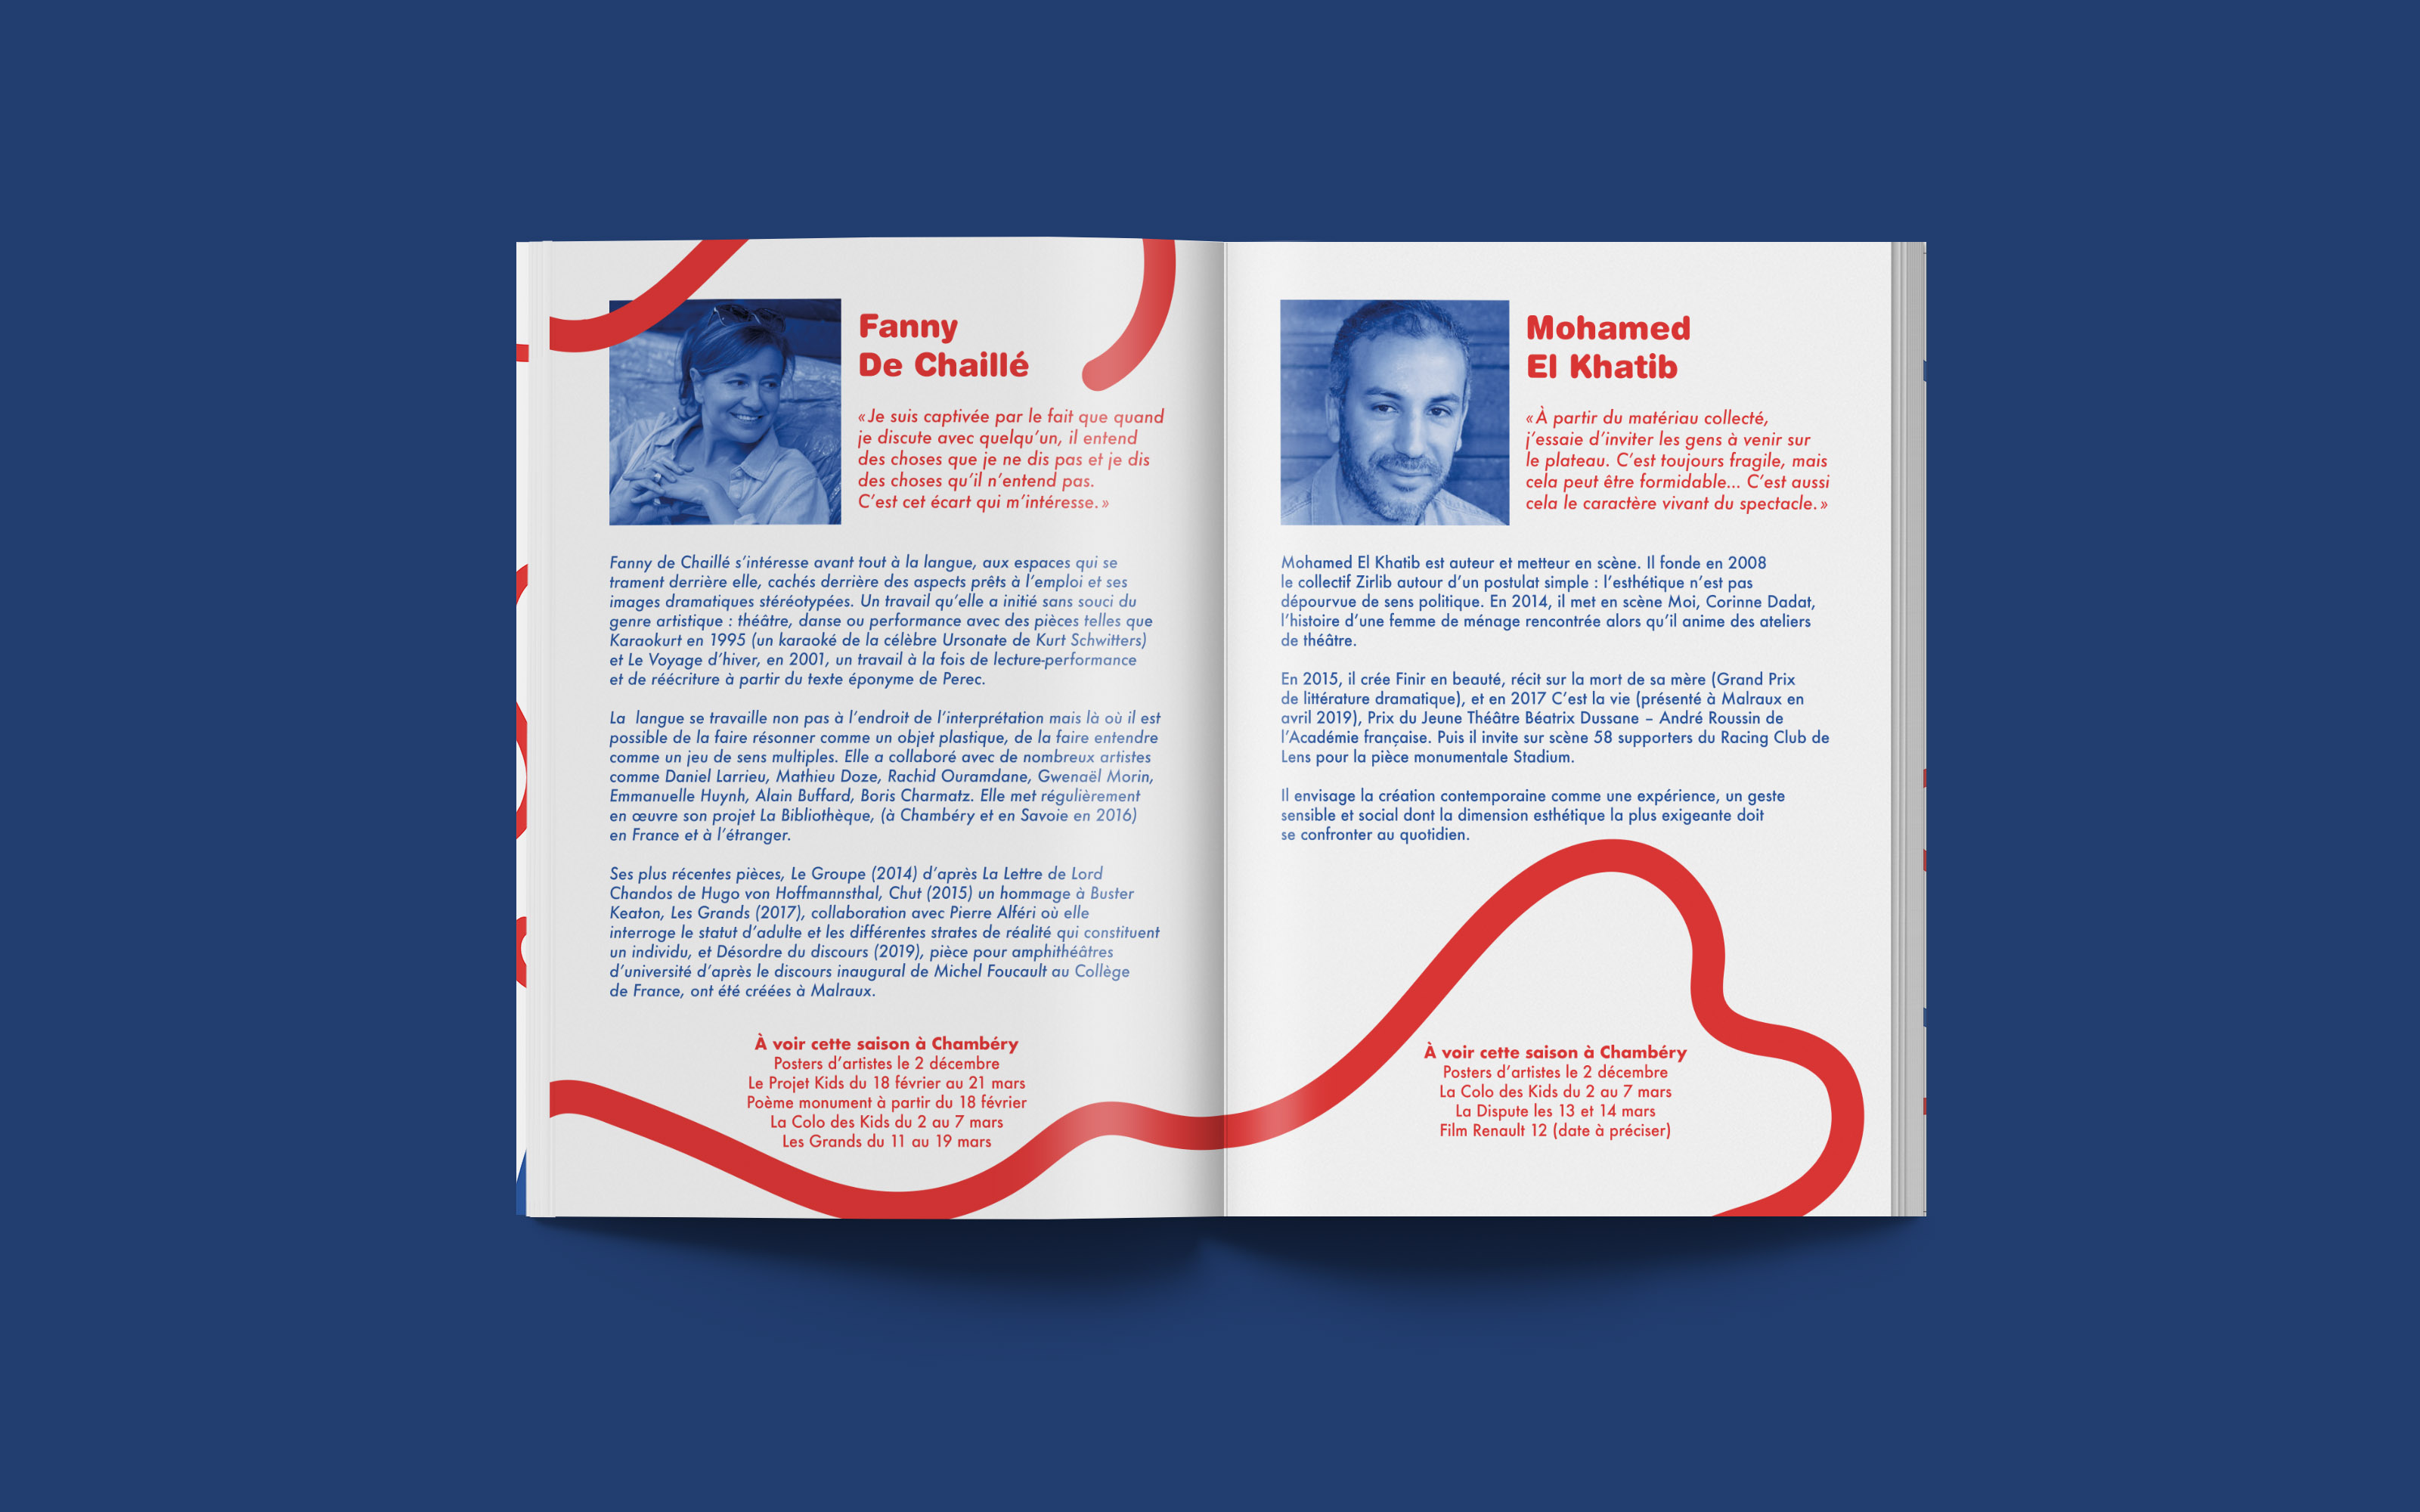 Fanny
De Chaillé
« Je suis captivée par le fait que quand
je discute avec quelqu'un, il entend
des choses que je ne dis pas et je dis
des choses qu'il n'entend pas.
C'est cet écart qui m'intéresse. »
Fanny de Chaillé s'intéresse avant tout à la langue, aux espaces qui se
trament derrière elle, cachés derrière des aspects prêts à l'emploi et ses
images dramatiques stéréotypées. Un travail qu'elle a initié sans souci du
genre artistique : théâtre, danse ou performance avec des pièces telles que
Karaokurt en 1995 (un karaoké de la célèbre Ursonate de Kurt Schwitters)
et Le Voyage d'hiver, en 2001, un travail à la fois de lecture-performance
et de réécriture à partir du texte éponyme de Perec.
La  langue se travaille non pas à l'endroit de l'interprétation mais là où il est
possible de la faire résonner comme un objet plastique, de la faire entendre
comme un jeu de sens multiples. Elle a collaboré avec de nombreux artistes
comme Daniel Larrieu, Mathieu Doze, Rachid Ouramdane, Gwenaël Morin,
Emmanuelle Huynh, Alain Buffard, Boris Charmatz. Elle met régulièrement
en œuvre son projet La Bibliothèque, (à Chambéry et en Savoie en 2016)
en France et à l'étranger.
Ses plus récentes pièces, Le Groupe (2014) d'après La Lettre de Lord
Chandos de Hugo von Hoffmannsthal, Chut (2015) un hommage à Buster
Keaton, Les Grands (2017), collaboration avec Pierre Alféri où elle
interroge le statut d'adulte et les différentes strates de réalité qui constituent
un individu, et Désordre du discours (2019), pièce pour amphithéâtres
d'université d'après le discours inaugural de Michel Foucault au Collège
de France, ont été créées à Malraux.
À voir cette saison à Chambéry
Posters d'artistes le 2 décembre
Le Projet Kids du 18 février au 21 mars
Poème monument à partir du 18 février
La Colo des Kids du 2 au 7 mars
Les Grands du 11 au 19 mars
Mohamed
El Khatib
« À partir du matériau collecté,
j'essaie d'inviter les gens à venir sur
le plateau. C'est toujours fragile, mais
cela peut être formidable... C'est aussi
cela le caractère vivant du spectacle. »
Mohamed El Khatib est auteur et metteur en scène. Il fonde en 2008
le collectif Zirlib autour d'un postulat simple : l'esthétique n'est pas
dépourvue de sens politique. En 2014, il met en scène Moi, Corinne Dadat,
l'histoire d'une femme de ménage rencontrée alors qu'il anime des ateliers
de théâtre.
En 2015, il crée Finir en beauté, récit sur la mort de sa mère (Grand Prix
de littérature dramatique), et en 2017 C'est la vie (présenté à Malraux en
avril 2019), Prix du Jeune Théâtre Béatrix Dussane – André Roussin de
l'Académie française. Puis il invite sur scène 58 supporters du Racing Club de
Lens pour la pièce monumentale Stadium.
Il envisage la création contemporaine comme une expérience, un geste
sensible et social dont la dimension esthétique la plus exigeante doit
se confronter au quotidien.
À voir cette saison à Chambéry
Posters d'artistes le 2 décembre
La Colo des Kids du 2 au 7 mars
La Dispute les 13 et 14 mars
Film Renault 12 (date à préciser)